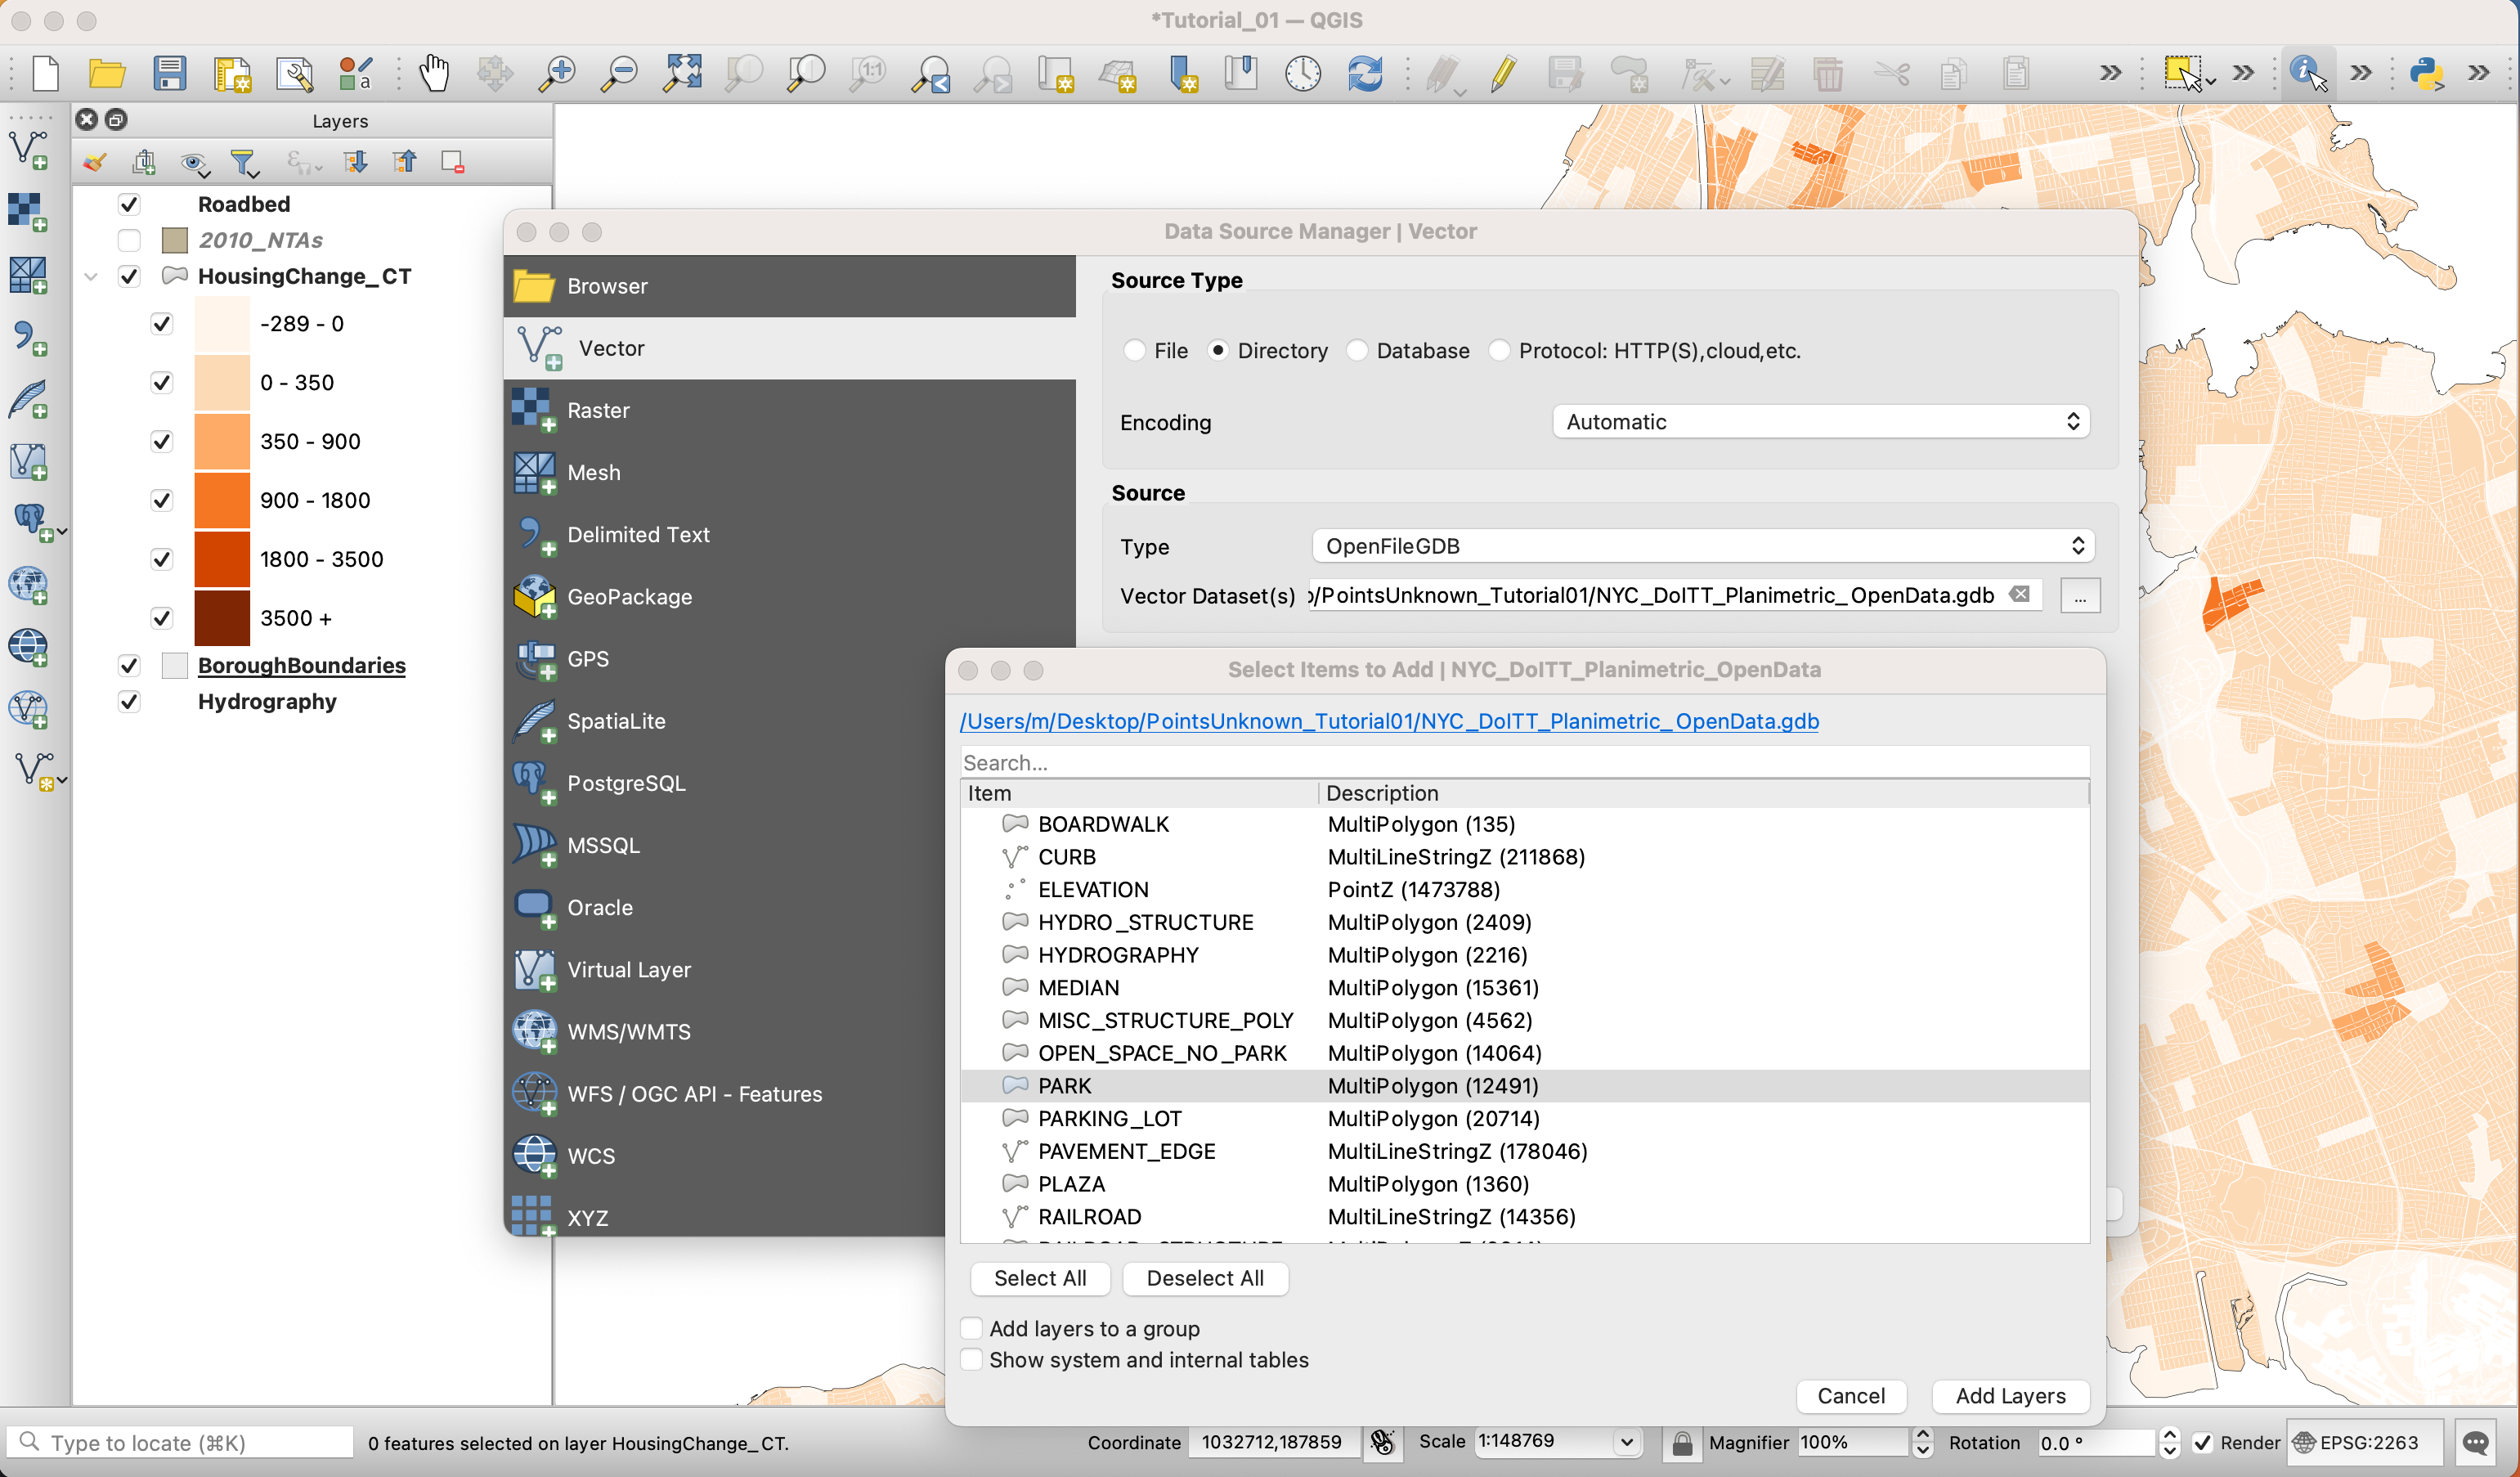 *Tutorial_01 — QGIS
Layers
Roadbed
2010_NTAs
HousingChange_CT
-289 - 0
0 - 350
350 - 900
900 - 1800
1800 - 3500
3500 +
BoroughBoundaries
Hydrography
Data Source Manager | Vector
Browser
Vector
Raster
Mesh
Delimited Text
GeoPackage
GPS
SpatiaLite
PostgreSQL
MSSQL
Oracle
Virtual Layer
WMS/WMTS
WFS / OGC API - Features
WCS
XYZ
Source Type
File Directory Database Protocol: HTTP(S),cloud,etc.
Encoding Automatic
Source
Type OpenFileGDB
Vector Dataset(s) /PointsUnknown_Tutorial01/NYC_DoITT_Planimetric_OpenData.gdb ...
Select Items to Add | NYC_DoITT_Planimetric_OpenData
/Users/m/Desktop/PointsUnknown_Tutorial01/NYC_DoITT_Planimetric_OpenData.gdb
Search...
Item Description
BOARDWALK MultiPolygon (135)
CURB MultiLineStringZ (211868)
ELEVATION PointZ (1473788)
HYDRO_STRUCTURE MultiPolygon (2409)
HYDROGRAPHY MultiPolygon (2216)
MEDIAN MultiPolygon (15361)
MISC_STRUCTURE_POLY MultiPolygon (4562)
OPEN_SPACE_NO_PARK MultiPolygon (14064)
PARK MultiPolygon (12491)
PARKING_LOT MultiPolygon (20714)
PAVEMENT_EDGE MultiLineStringZ (178046)
PLAZA MultiPolygon (1360)
RAILROAD MultiLineStringZ (14356)
Select All Deselect All
Add layers to a group
Show system and internal tables
Cancel Add Layers
Type to locate (⌘K) 0 features selected on layer HousingChange_CT. Coordinate 1032712,187859 Scale 1:148769 Magnifier 100% Rotation 0.0 ° Render EPSG:2263